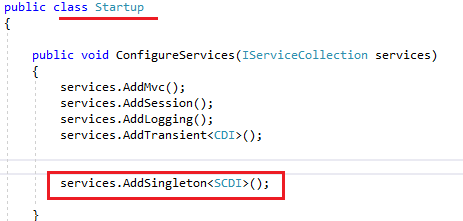 public class Startup
{
public void ConfigureServices(IServiceCollection services)
{
services.AddMvc();
services.AddSession();
services.AddLogging();
services.AddTransient<CDI>();
services.AddSingleton<SCDI>();
}